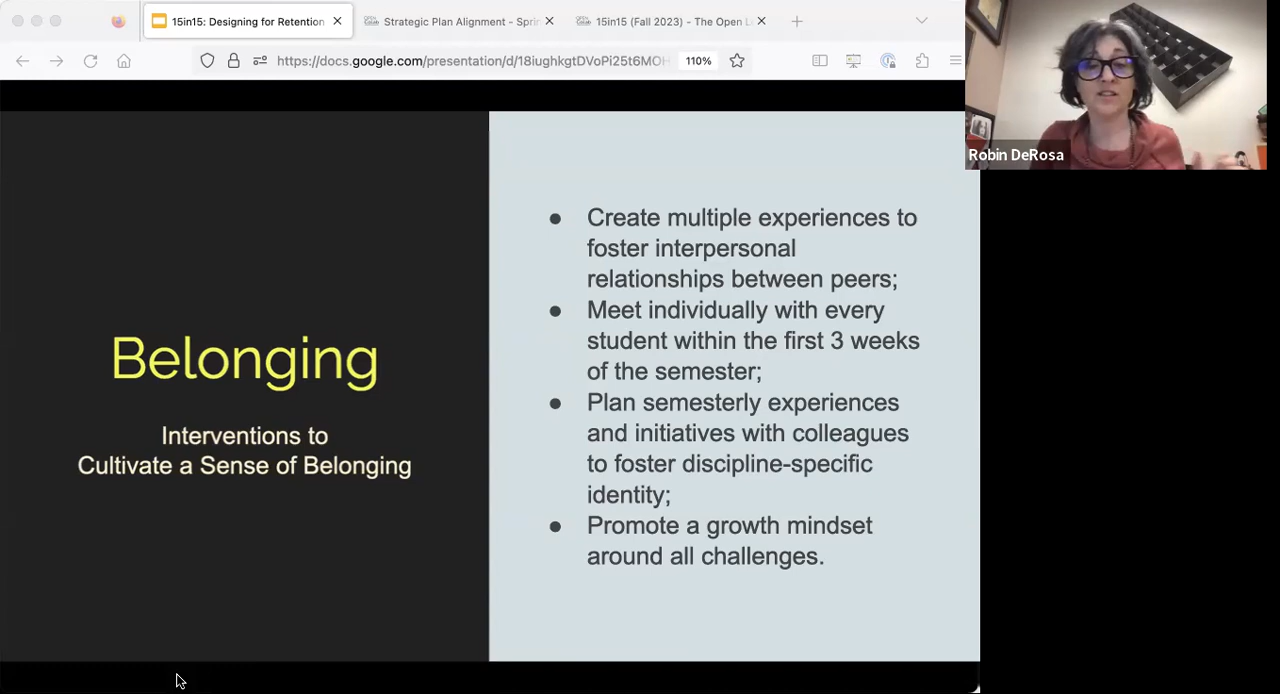 15in15: Designing for Retention
Strategic Plan Alignment - Sprin
15in15 (Fall 2023) - The Open L
https://docs.google.com/presentation/d/18iughkgtDVoPi25t6MOH
110%
Robin DeRosa
Belonging
Interventions to
Cultivate a Sense of Belonging
● Create multiple experiences to
foster interpersonal
relationships between peers;
● Meet individually with every
student within the first 3 weeks
of the semester;
● Plan semesterly experiences
and initiatives with colleagues
to foster discipline-specific
identity;
● Promote a growth mindset
around all challenges.